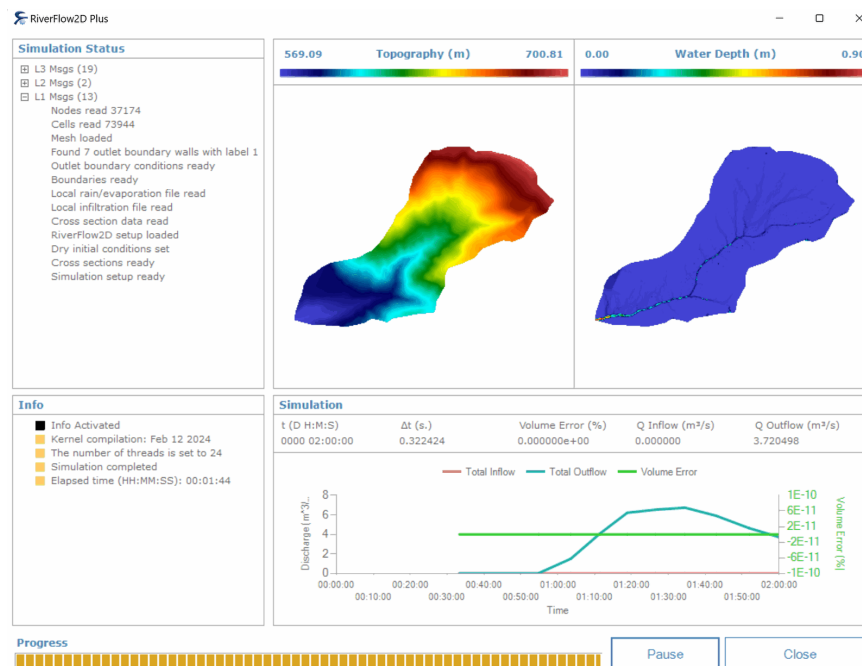 RiverFlow2D Plus
Simulation Status
L3 Msgs (19)
L2 Msgs (2)
L1 Msgs (13)
Nodes read 37174
Cells read 73944
Mesh loaded
Found 7 outlet boundary walls with label 1
Outlet boundary conditions ready
Boundaries ready
Local rain/evaporation file read
Local infiltration file read
Cross section data read
RiverFlow2D setup loaded
Dry initial conditions set
Cross sections ready
Simulation setup ready
569.09 Topography (m) 700.81
0.00 Water Depth (m) 0.90
Info
Info Activated
Kernel compilation: Feb 12 2024
The number of threads is set to 24
Simulation completed
Elapsed time (HH:MM:SS): 00:01:44
Simulation
t (D H:M:S) Δt (s.) Volume Error (%) Q Inflow (m³/s) Q Outflow (m³/s)
0000 02:00:00 0.322424 0.000000e+00 0.000000 3.720498
Total Inflow Total Outflow Volume Error
Discharge (m^3/..
8
6
4
2
0
1E-10
6E-11
2E-11
-2E-11
-6E-11
-1E-10
Volume Error (%)
00:00:00 00:20:00 00:40:00 01:00:00 01:20:00 01:40:00 02:00:00
00:10:00 00:30:00 00:50:00 01:10:00 01:30:00 01:50:00
Time
Progress
Pause
Close